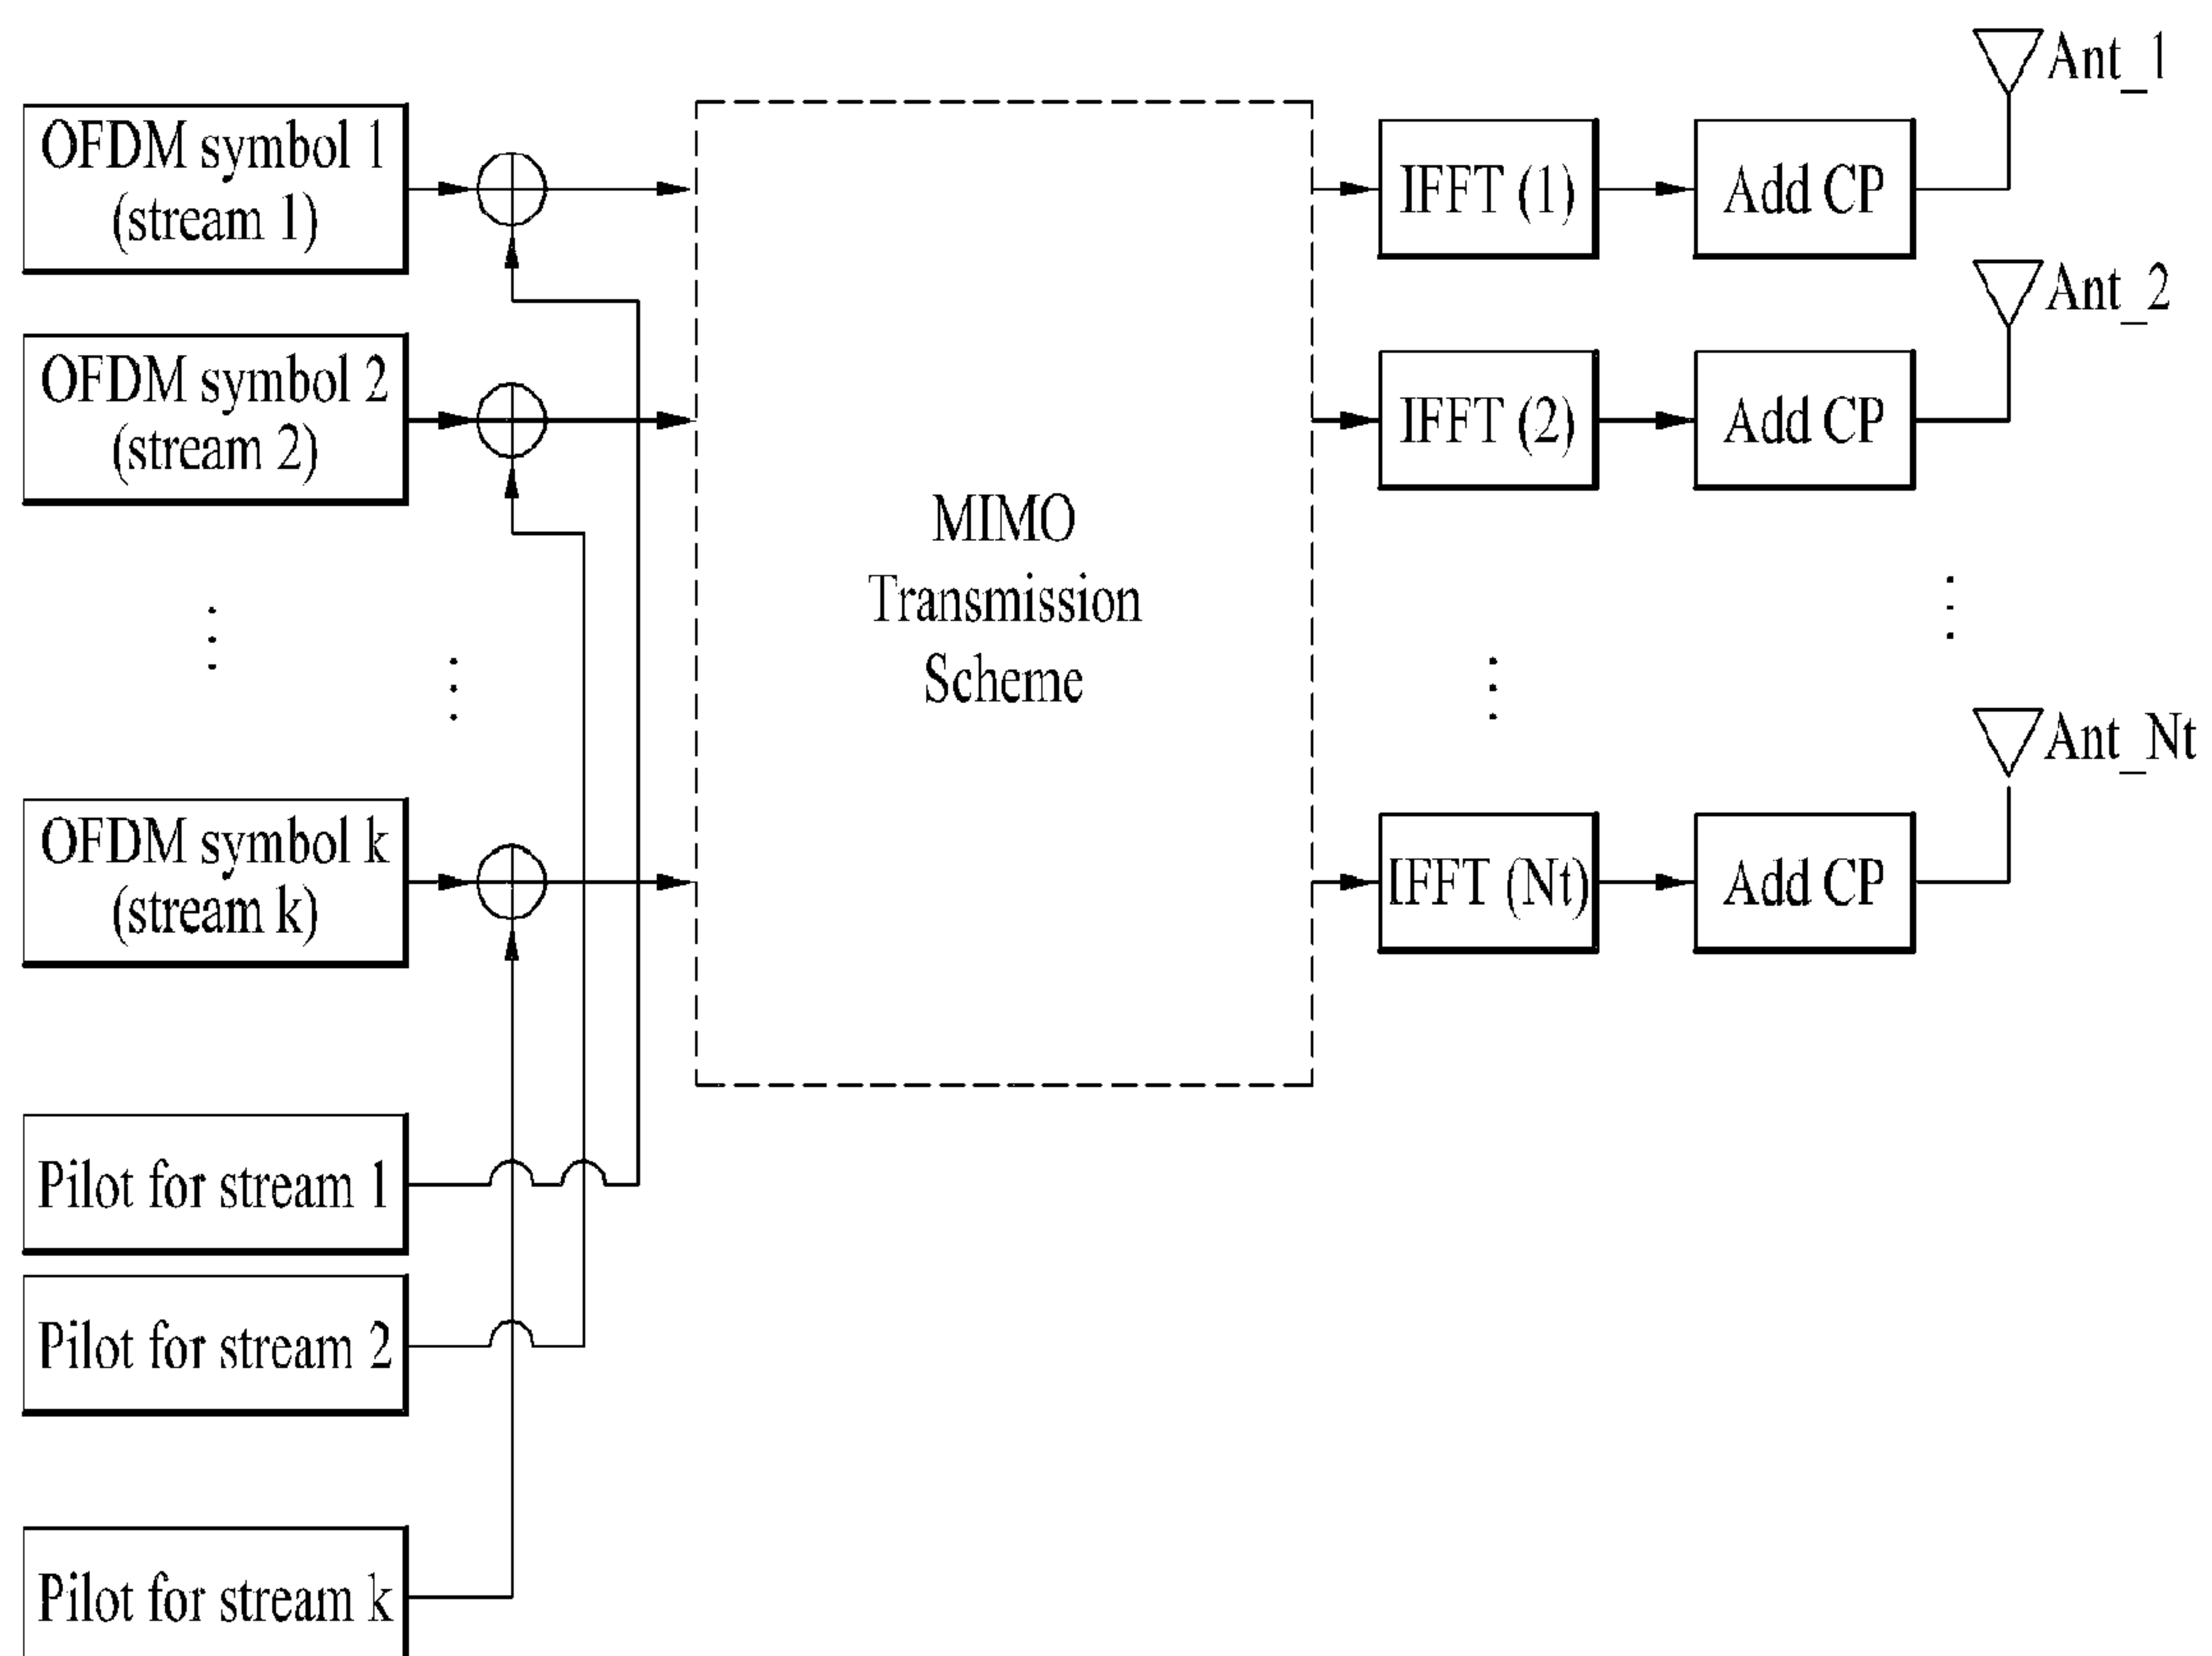 OFDM symbol 1
(stream 1)
OFDM symbol 2
(stream 2)
OFDM symbol k
(stream k)
Pilot for stream 1
Pilot for stream 2
Pilot for stream k
MIMO
Transmission
Scheme
IFFT (1)
Add CP
Ant_1
IFFT (2)
Add CP
Ant_2
IFFT (Nt)
Add CP
Ant_Nt